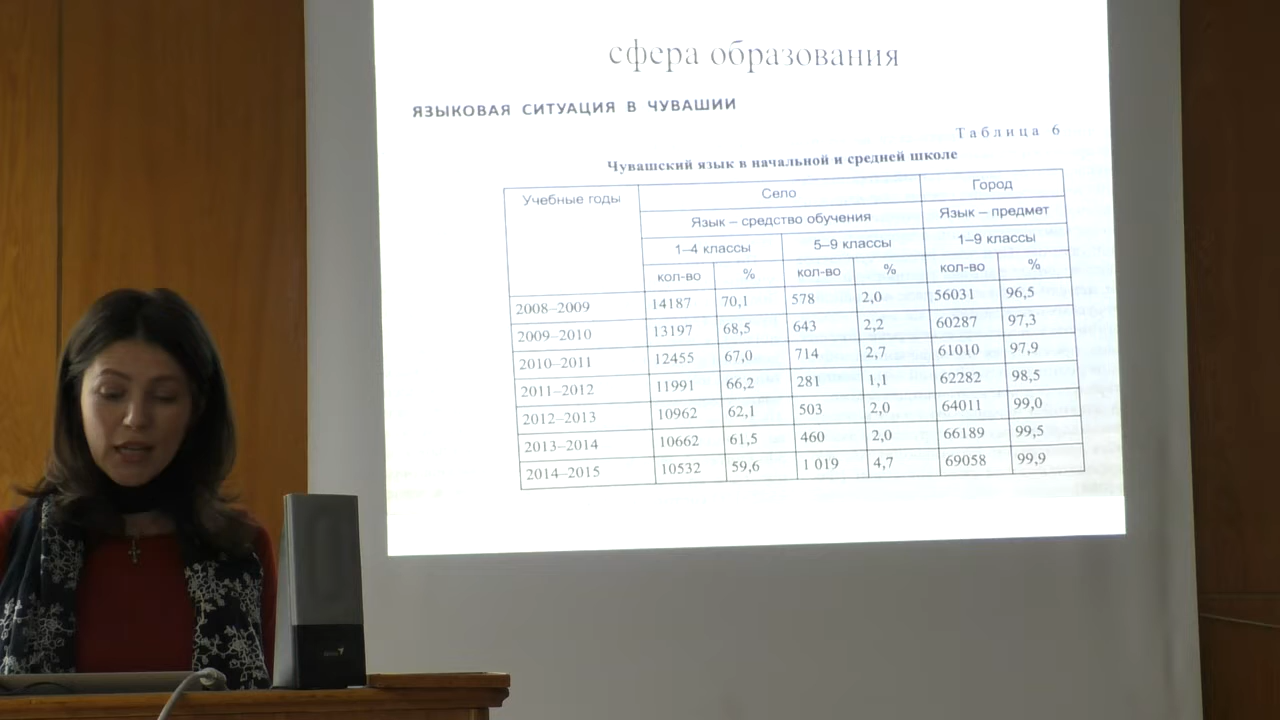 сфера образования
ЯЗЫКОВАЯ СИТУАЦИЯ В ЧУВАШИИ
Таблица 6
Чувашский язык в начальной и средней школе
Учебные годы Село Город
Язык – средство обучения Язык – предмет
1–4 классы 5–9 классы 1–9 классы
кол-во % кол-во % кол-во %
2008–2009 14187 70,1 578 2,0 56031 96,5
2009–2010 13197 68,5 643 2,2 60287 97,3
2010–2011 12455 67,0 714 2,7 61010 97,9
2011–2012 11991 66,2 281 1,1 62282 98,5
2012–2013 10962 62,1 503 2,0 64011 99,0
2013–2014 10662 61,5 460 2,0 66189 99,5
2014–2015 10532 59,6 1 019 4,7 69058 99,9